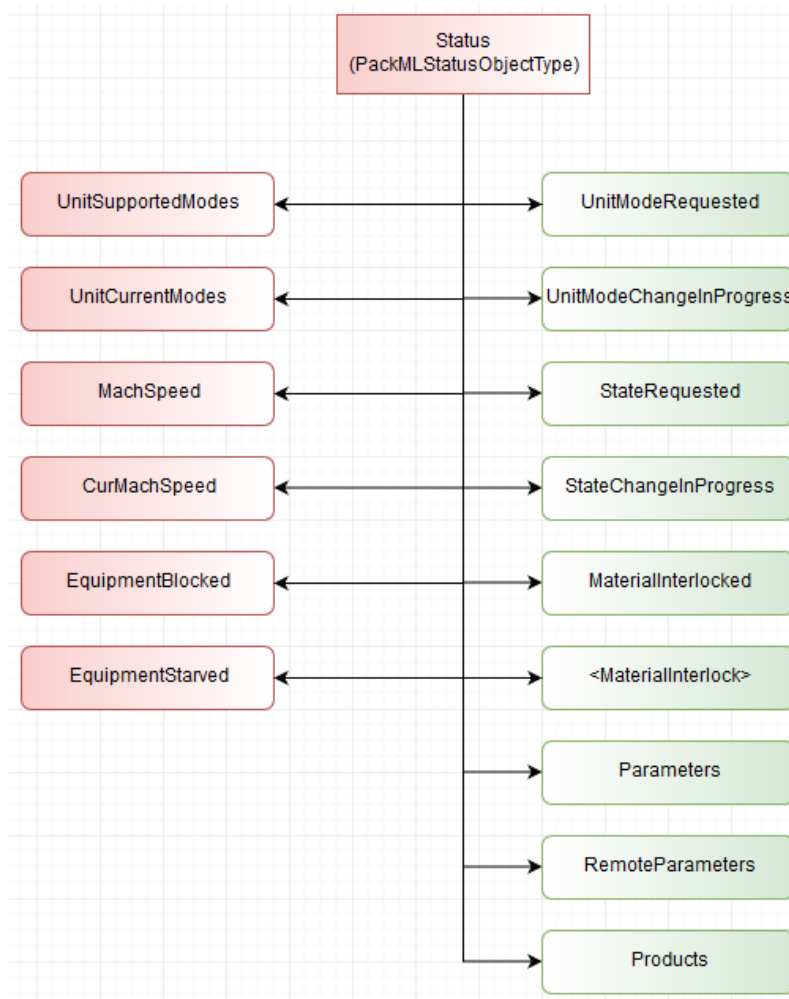 Status
(PackMLStatusObjectType)
UnitSupportedModes
UnitModeRequested
UnitCurrentModes
UnitModeChangeInProgress
MachSpeed
StateRequested
CurMachSpeed
StateChangeInProgress
EquipmentBlocked
MaterialInterlocked
EquipmentStarved
<MaterialInterlock>
Parameters
RemoteParameters
Products